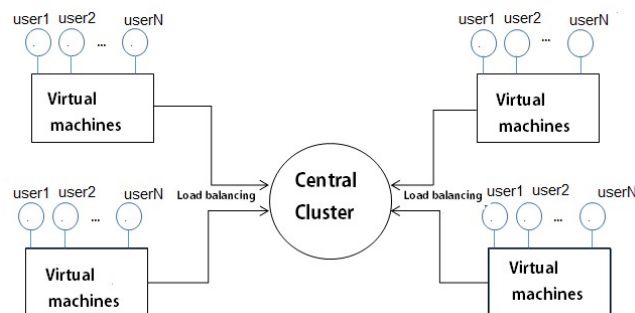 user1 user2 ... userN
Virtual
machines
user1 user2 ... userN
Virtual
machines
Central
Cluster
Load balancing
Load balancing
user1 user2 ... userN
Virtual
machines
user1 user2 ... userN
Virtual
machines